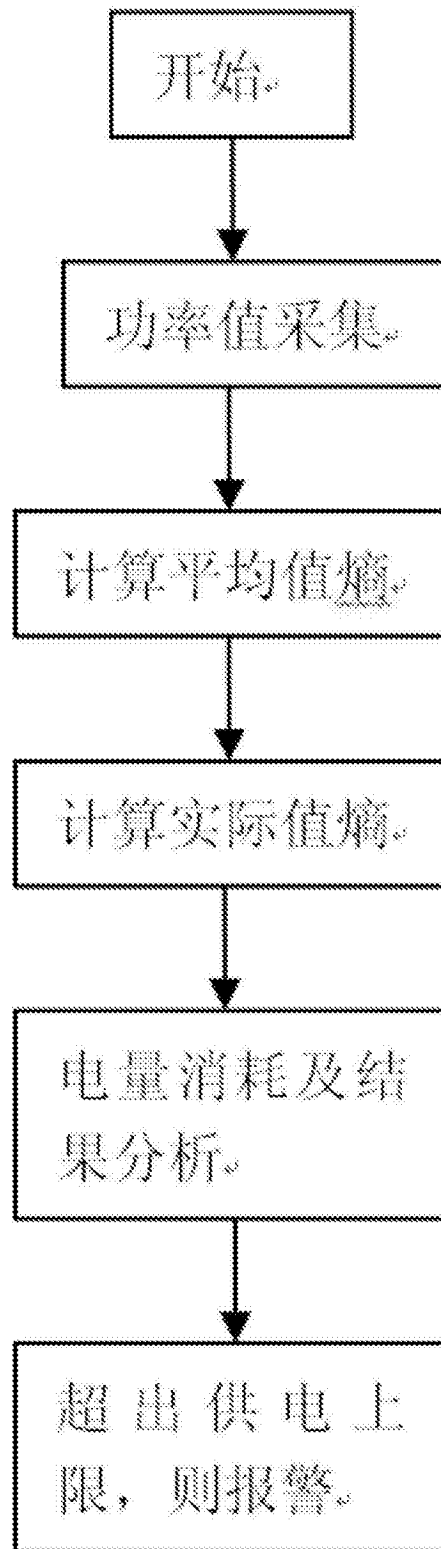 开始
功率值采集
计算平均值熵
计算实际值熵
电量消耗及结
果分析
超出供电上
限，则报警